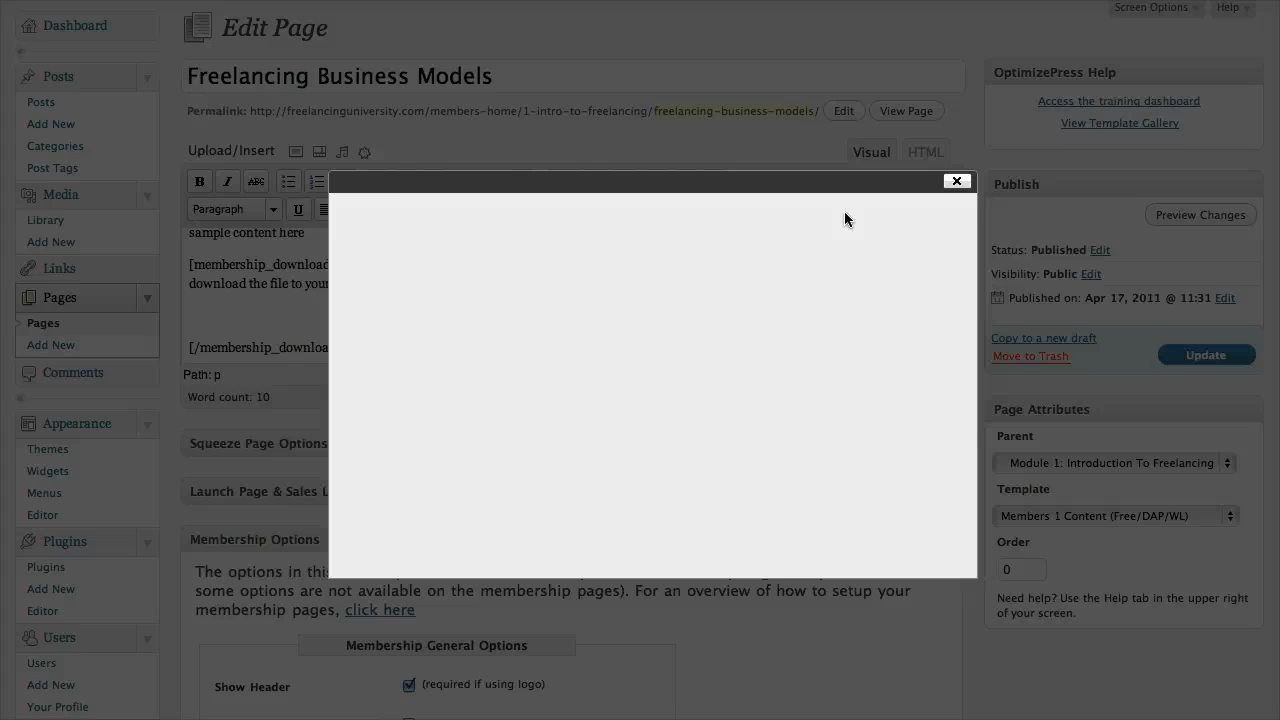 Screen Options
Help
Dashboard
Edit Page
Posts
Posts
Add New
Categories
Post Tags
Media
Library
Add New
Links
Pages
Pages
Add New
Comments
Appearance
Themes
Widgets
Menus
Editor
Plugins
Plugins
Add New
Editor
Users
Users
Add New
Your Profile
Freelancing Business Models
Permalink: http://freelancinguniversity.com/members-home/1-intro-to-freelancing/freelancing-business-models/ Edit View Page
Upload/Insert
Visual HTML
B I ABC
Paragraph U
sample content here
[membership_download
download the file to your
[/membership_downloa
Path: p
Word count: 10
Squeeze Page Options
Launch Page & Sales L
Membership Options
The options in this
some options are not available on the membership pages). For an overview of how to setup your
membership pages, click here
Membership General Options
Show Header (required if using logo)
OptimizePress Help
Access the training dashboard
View Template Gallery
Publish
Preview Changes
Status: Published Edit
Visibility: Public Edit
Published on: Apr 17, 2011 @ 11:31 Edit
Copy to a new draft
Move to Trash
Update
Page Attributes
Parent
Module 1: Introduction To Freelancing
Template
Members 1 Content (Free/DAP/WL)
Order
0
Need help? Use the Help tab in the upper right
of your screen.